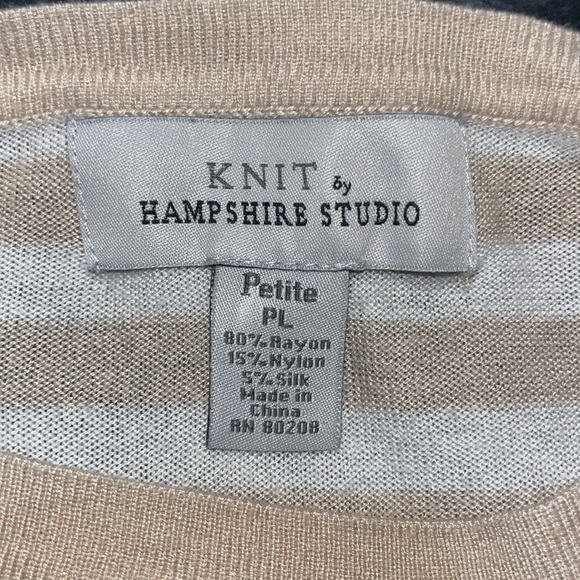 KNIT by
HAMPSHIRE STUDIO
Petite
PL
80% Rayon
15% Nylon
5% Silk
Made in
China
RN 80208